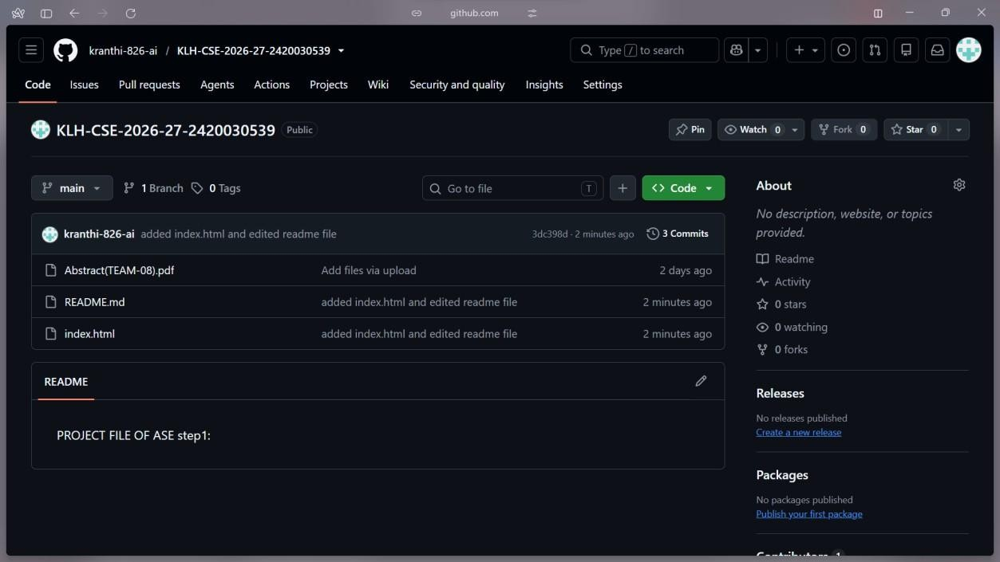 github.com
kranthi-826-ai / KLH-CSE-2026-27-2420030539
Type / to search
Code Issues Pull requests Agents Actions Projects Wiki Security and quality Insights Settings
KLH-CSE-2026-27-2420030539 Public
Pin Watch 0 Fork 0 Star 0
main 1 Branch 0 Tags Go to file T Code
kranthi-826-ai added index.html and edited readme file 3dc398d · 2 minutes ago 3 Commits
Abstract(TEAM-08).pdf Add files via upload 2 days ago
README.md added index.html and edited readme file 2 minutes ago
index.html added index.html and edited readme file 2 minutes ago
README
PROJECT FILE OF ASE step1:
About
No description, website, or topics
provided.
Readme
Activity
0 stars
0 watching
0 forks
Releases
No releases published
Create a new release
Packages
No packages published
Publish your first package
Contributors 1